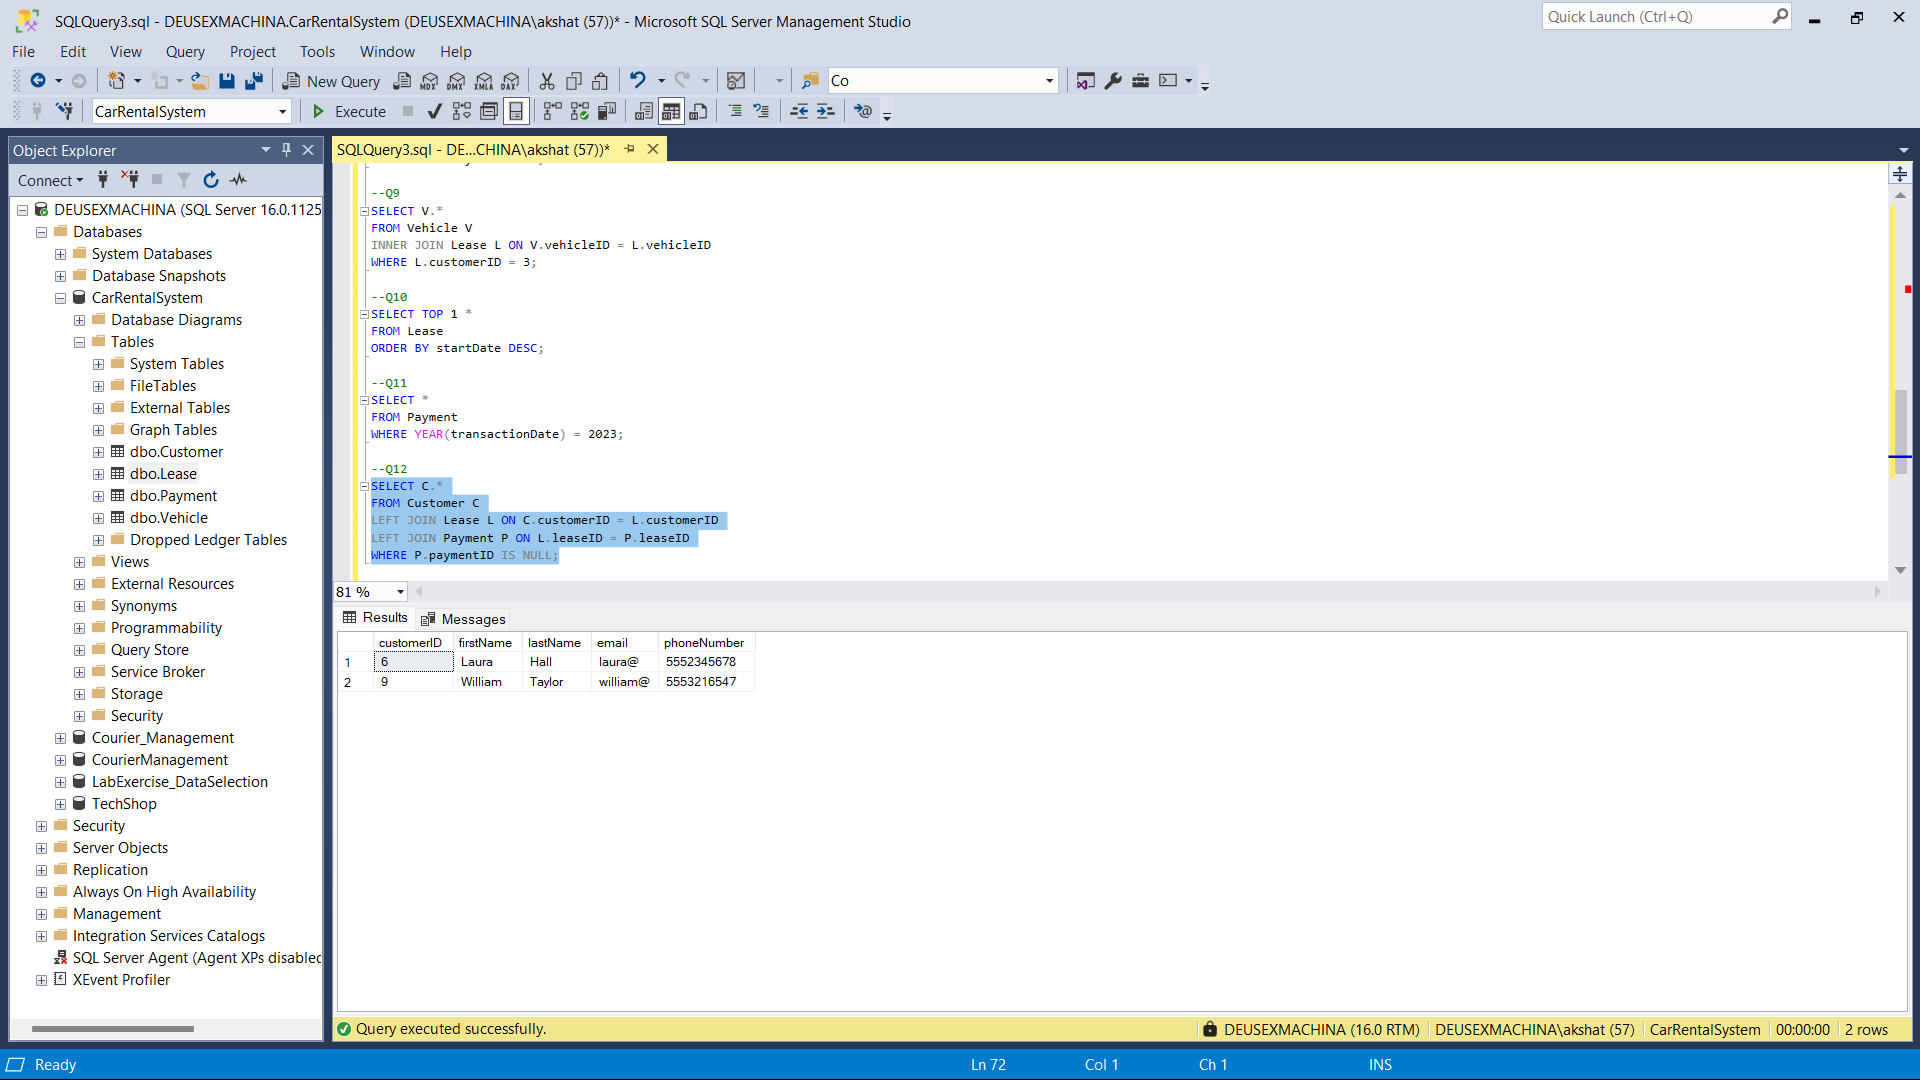 SQLQuery3.sql - DEUSEXMACHINA.CarRentalSystem (DEUSEXMACHINA\akshat (57))* - Microsoft SQL Server Management Studio
Quick Launch (Ctrl+Q)
File Edit View Query Project Tools Window Help
New Query MDX DMX XMLA DAX Co
CarRentalSystem Execute
Object Explorer
SQLQuery3.sql - DE...CHINA\akshat (57))*
Connect
DEUSEXMACHINA (SQL Server 16.0.1125
Databases
System Databases
Database Snapshots
CarRentalSystem
Database Diagrams
Tables
System Tables
FileTables
External Tables
Graph Tables
dbo.Customer
dbo.Lease
dbo.Payment
dbo.Vehicle
Dropped Ledger Tables
Views
External Resources
Synonyms
Programmability
Query Store
Service Broker
Storage
Security
Courier_Management
CourierManagement
LabExercise_DataSelection
TechShop
Security
Server Objects
Replication
Always On High Availability
Management
Integration Services Catalogs
SQL Server Agent (Agent XPs disabled
XEvent Profiler
--Q9
SELECT V.*
FROM Vehicle V
INNER JOIN Lease L ON V.vehicleID = L.vehicleID
WHERE L.customerID = 3;
--Q10
SELECT TOP 1 *
FROM Lease
ORDER BY startDate DESC;
--Q11
SELECT *
FROM Payment
WHERE YEAR(transactionDate) = 2023;
--Q12
SELECT C.*
FROM Customer C
LEFT JOIN Lease L ON C.customerID = L.customerID
LEFT JOIN Payment P ON L.leaseID = P.leaseID
WHERE P.paymentID IS NULL;
81 %
Results Messages
customerID firstName lastName email phoneNumber
1 6 Laura Hall laura@ 5552345678
2 9 William Taylor william@ 5553216547
Query executed successfully.
DEUSEXMACHINA (16.0 RTM) DEUSEXMACHINA\akshat (57) CarRentalSystem 00:00:00 2 rows
Ready Ln 72 Col 1 Ch 1 INS